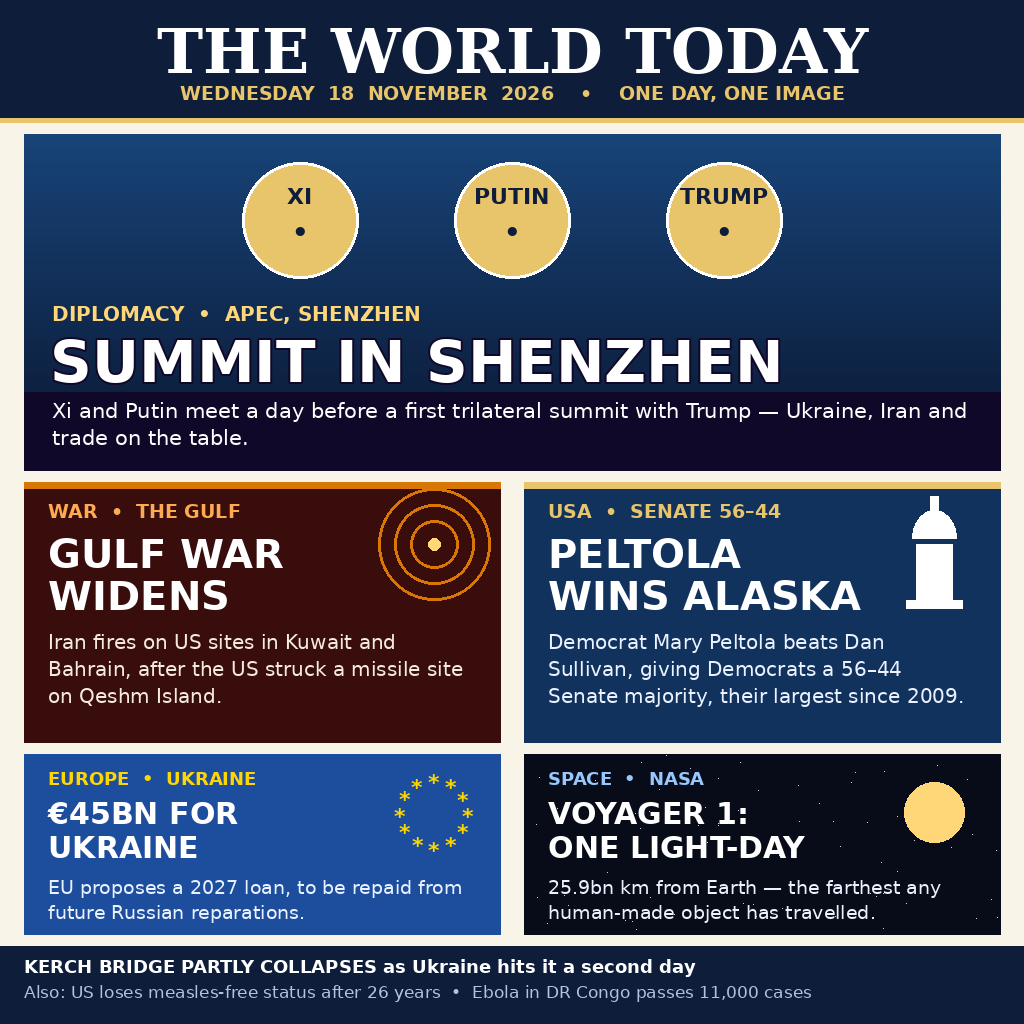 THE WORLD TODAY
WEDNESDAY 18 NOVEMBER 2026 • ONE DAY, ONE IMAGE
XI
PUTIN
TRUMP
DIPLOMACY • APEC, SHENZHEN
SUMMIT IN SHENZHEN
Xi and Putin meet a day before a first trilateral summit with Trump — Ukraine, Iran and
trade on the table.
WAR • THE GULF
GULF WAR
WIDENS
Iran fires on US sites in Kuwait and
Bahrain, after the US struck a missile site
on Qeshm Island.
USA • SENATE 56–44
PELTOLA
WINS ALASKA
Democrat Mary Peltola beats Dan
Sullivan, giving Democrats a 56–44
Senate majority, their largest since 2009.
EUROPE • UKRAINE
€45BN FOR
UKRAINE
EU proposes a 2027 loan, to be repaid from
future Russian reparations.
SPACE • NASA
VOYAGER 1:
ONE LIGHT-DAY
25.9bn km from Earth — the farthest any
human-made object has travelled.
KERCH BRIDGE PARTLY COLLAPSES as Ukraine hits it a second day
Also: US loses measles-free status after 26 years • Ebola in DR Congo passes 11,000 cases